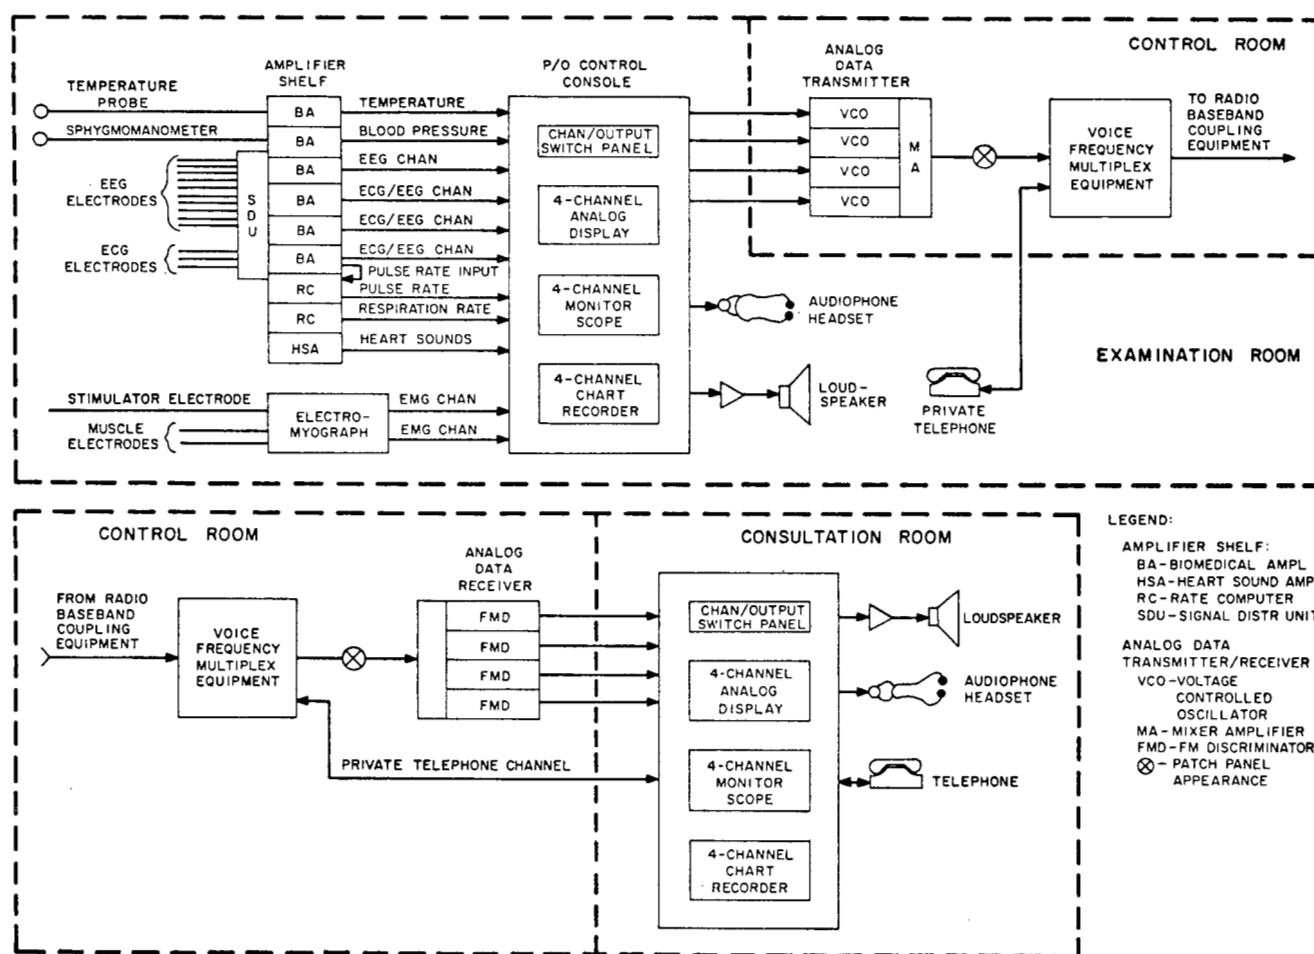 CONTROL ROOM
AMPLIFIER
SHELF
P/O CONTROL
CONSOLE
ANALOG
DATA
TRANSMITTER
TEMPERATURE
PROBE
SPHYGMOMANOMETER
EEG
ELECTRODES
ECG
ELECTRODES
SDU
BA
BA
BA
BA
BA
BA
RC
RC
HSA
TEMPERATURE
BLOOD PRESSURE
EEG CHAN
ECG/EEG CHAN
ECG/EEG CHAN
ECG/EEG CHAN
PULSE RATE INPUT
PULSE RATE
RESPIRATION RATE
HEART SOUNDS
STIMULATOR ELECTRODE
MUSCLE
ELECTRODES
ELECTRO-
MYOGRAPH
EMG CHAN
EMG CHAN
CHAN/OUTPUT
SWITCH PANEL
4-CHANNEL
ANALOG
DISPLAY
4-CHANNEL
MONITOR
SCOPE
4-CHANNEL
CHART
RECORDER
VCO
VCO
VCO
VCO
MA
VOICE
FREQUENCY
MULTIPLEX
EQUIPMENT
TO RADIO
BASEBAND
COUPLING
EQUIPMENT
AUDIOPHONE
HEADSET
LOUD-
SPEAKER
PRIVATE
TELEPHONE
EXAMINATION ROOM
CONTROL ROOM
FROM RADIO
BASEBAND
COUPLING
EQUIPMENT
VOICE
FREQUENCY
MULTIPLEX
EQUIPMENT
ANALOG
DATA
RECEIVER
FMD
FMD
FMD
FMD
PRIVATE TELEPHONE CHANNEL
CONSULTATION ROOM
CHAN/OUTPUT
SWITCH PANEL
4-CHANNEL
ANALOG
DISPLAY
4-CHANNEL
MONITOR
SCOPE
4-CHANNEL
CHART
RECORDER
LOUDSPEAKER
AUDIOPHONE
HEADSET
TELEPHONE
LEGEND:
AMPLIFIER SHELF:
BA-BIOMEDICAL AMPL
HSA-HEART SOUND AMP
RC-RATE COMPUTER
SDU-SIGNAL DISTR UNIT
ANALOG DATA
TRANSMITTER/RECEIVER
VCO-VOLTAGE
CONTROLLED
OSCILLATOR
MA-MIXER AMPLIFIER
FMD-FM DISCRIMINATOR
- PATCH PANEL
APPEARANCE